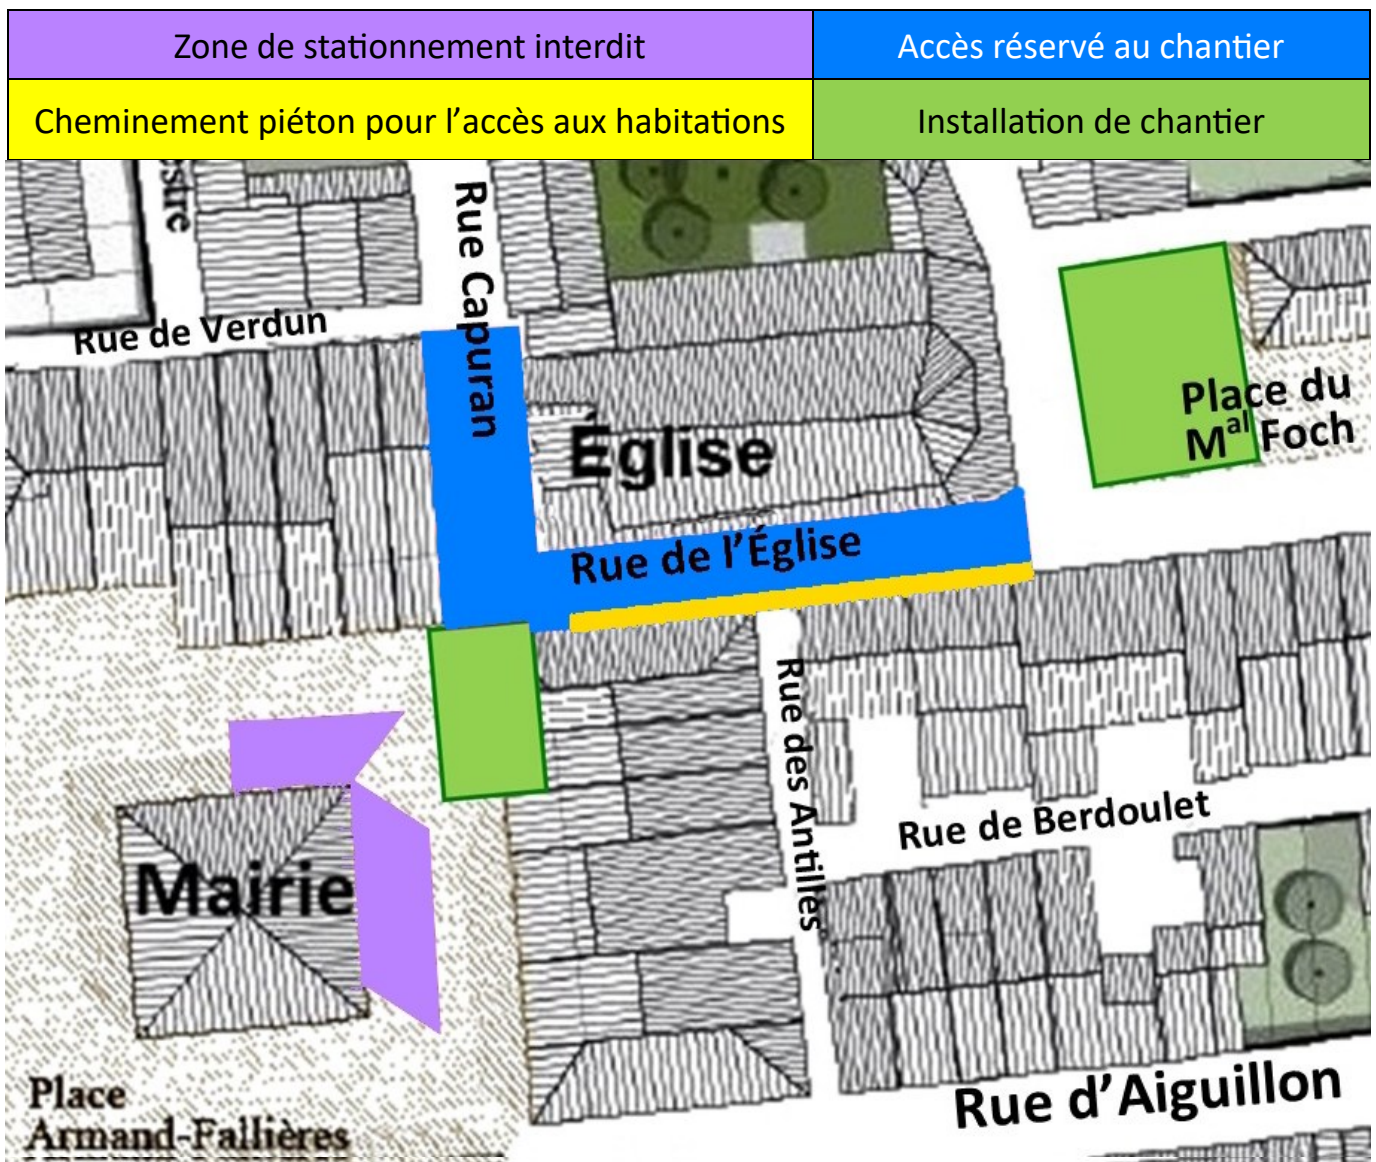 Zone de stationnement interdit
Accès réservé au chantier
Cheminement piéton pour l'accès aux habitations
Installation de chantier
Rue Capuran
Rue de Verdun
Place du
Mal Foch
Église
Rue de l'Église
Rue des Antilles
Rue de Berdoulet
Mairie
Rue d'Aiguillon
Place
Armand-Fallières